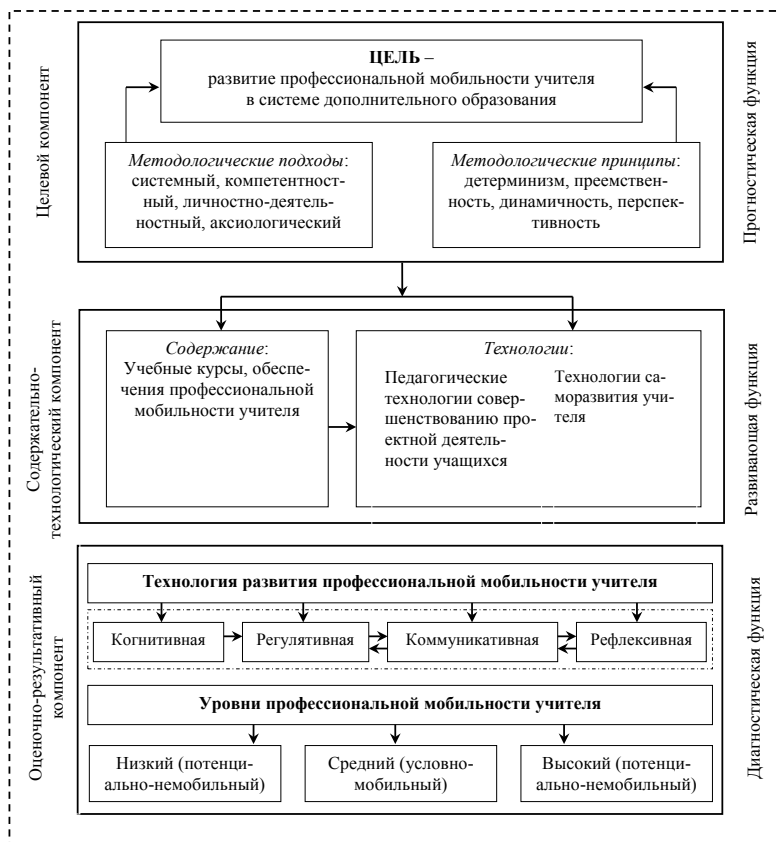 ЦЕЛЬ –
развитие профессиональной мобильности учителя
в системе дополнительного образования
Целевой компонент
Прогностическая функция
Методологические подходы:
системный, компетентност-
ный, личностно-деятель-
ностный, аксиологический
Методологические принципы:
детерминизм, преемствен-
ность, динамичность, перспек-
тивность
Содержательно-
технологический компонент
Развивающая функция
Содержание:
Учебные курсы, обеспе-
чения профессиональной
мобильности учителя
Технологии:
Педагогические
технологии совер-
шенствованию про-
ектной деятель-
ности учащихся
Технологии са-
моразвития учи-
теля
Оценочно-результативный
компонент
Диагностическая функция
Технология развития профессиональной мобильности учителя
Когнитивная
Регулятивная
Коммуникативная
Рефлексивная
Уровни профессиональной мобильности учителя
Низкий (потенци-
ально-немобильный)
Средний (условно-
мобильный)
Высокий (потенци-
ально-немобильный)